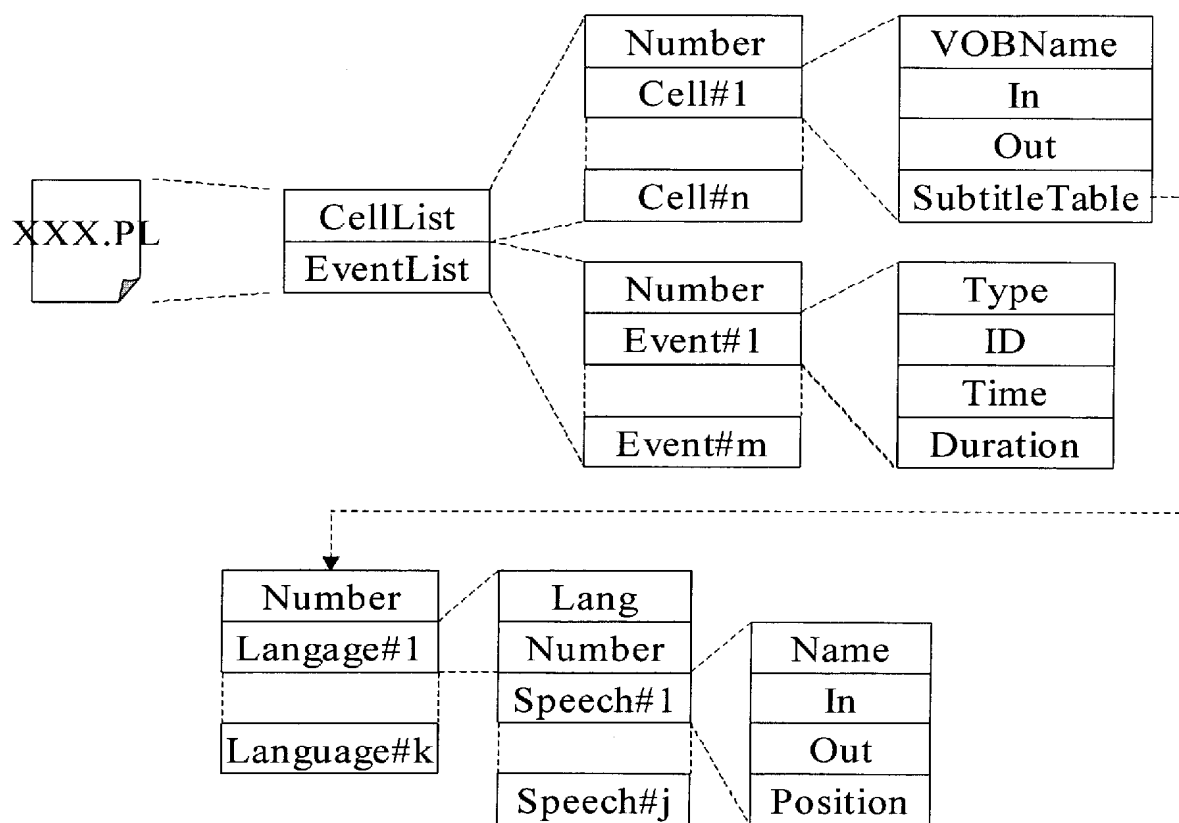 XXX.PL
CellList
EventList
Number
Cell#1
Cell#n
VOBName
In
Out
SubtitleTable
Number
Event#1
Event#m
Type
ID
Time
Duration
Number
Langage#1
Language#k
Lang
Number
Speech#1
Speech#j
Name
In
Out
Position